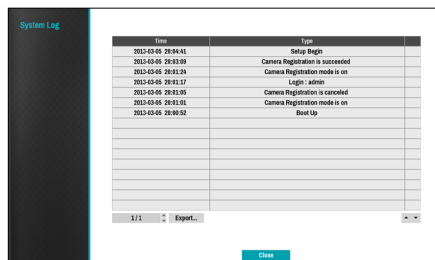 System Log
Time Type
2013-03-05 20:04:41 Setup Begin
2013-03-05 20:03:09 Camera Registration is succeeded
2013-03-05 20:01:24 Camera Registration mode is on
2013-03-05 20:01:17 Login : admin
2013-03-05 20:01:05 Camera Registration is canceled
2013-03-05 20:01:01 Camera Registration mode is on
2013-03-05 20:00:52 Boot Up
1 / 1 Export...
Close